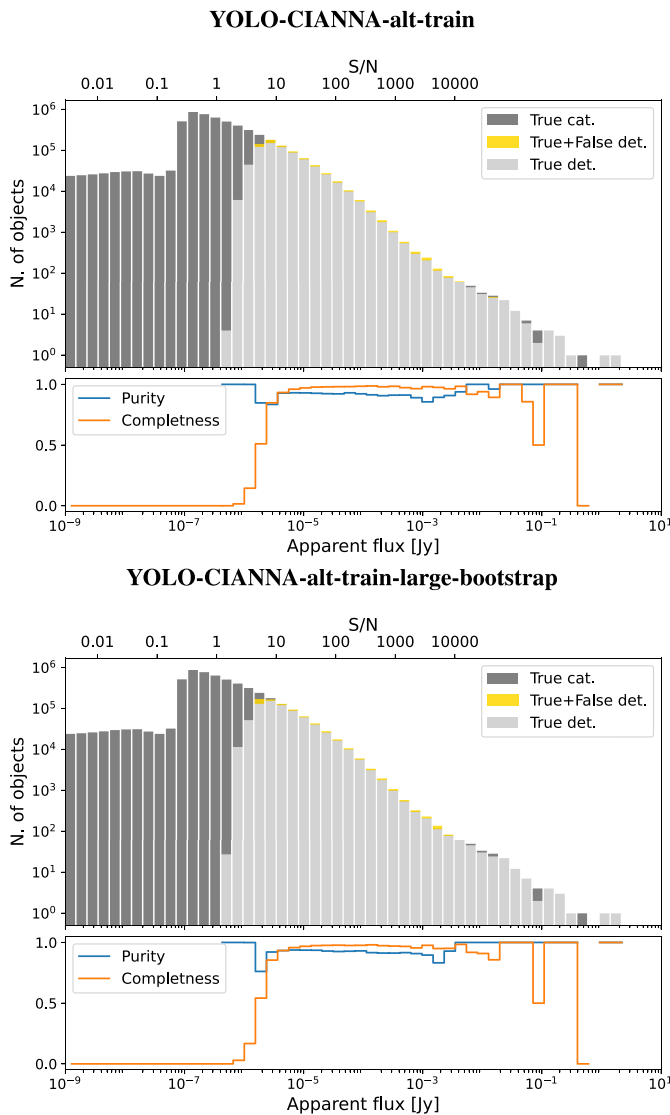 YOLO-CIANNA-alt-train
S/N
0.01 0.1 1 10 100 1000 10000
10⁶
10⁵
10⁴
10³
10²
10¹
10⁰
N. of objects
True cat.
True+False det.
True det.
1.0
0.5
0.0
Purity
Completness
10⁻⁹ 10⁻⁷ 10⁻⁵ 10⁻³ 10⁻¹ 10¹
Apparent flux [Jy]
YOLO-CIANNA-alt-train-large-bootstrap
S/N
0.01 0.1 1 10 100 1000 10000
10⁶
10⁵
10⁴
10³
10²
10¹
10⁰
N. of objects
True cat.
True+False det.
True det.
1.0
0.5
0.0
Purity
Completness
10⁻⁹ 10⁻⁷ 10⁻⁵ 10⁻³ 10⁻¹ 10¹
Apparent flux [Jy]